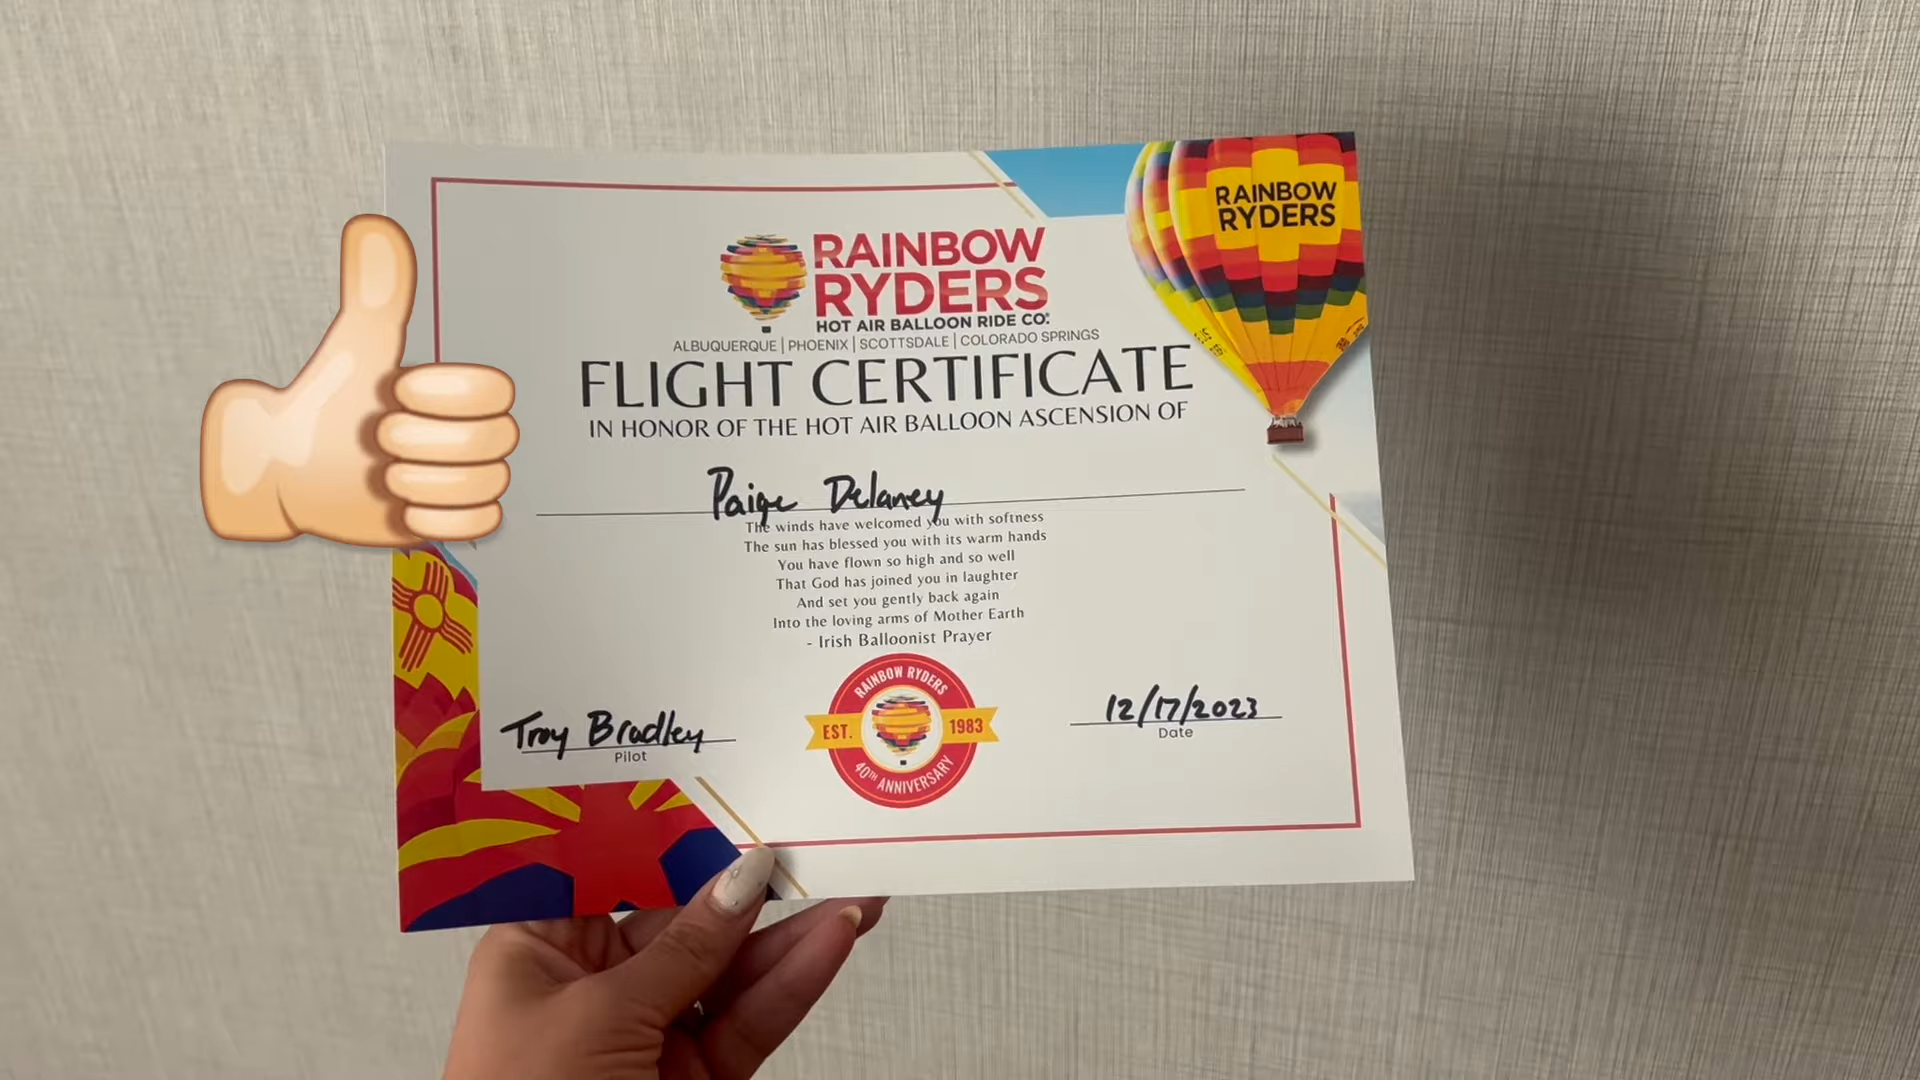 RAINBOW
RYDERS
RAINBOW
RYDERS
HOT AIR BALLOON RIDE CO.
ALBUQUERQUE | PHOENIX | SCOTTSDALE | COLORADO SPRINGS
FLIGHT CERTIFICATE
IN HONOR OF THE HOT AIR BALLOON ASCENSION OF
Paige Delaney
The winds have welcomed you with softness
The sun has blessed you with its warm hands
You have flown so high and so well
That God has joined you in laughter
And set you gently back again
Into the loving arms of Mother Earth
- Irish Balloonist Prayer
Troy Bradley
Pilot
RAINBOW RYDERS
EST. 1983
40TH ANNIVERSARY
12/17/2023
Date